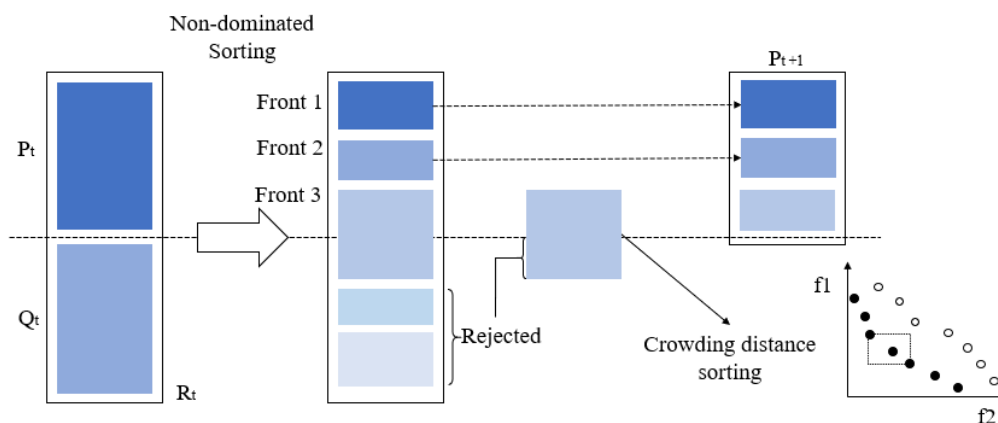 Non-dominated
Sorting
Pt+1
Front 1
Pt
Front 2
Front 3
f1
Qt
Rejected
Crowding distance
sorting
Rt
f2